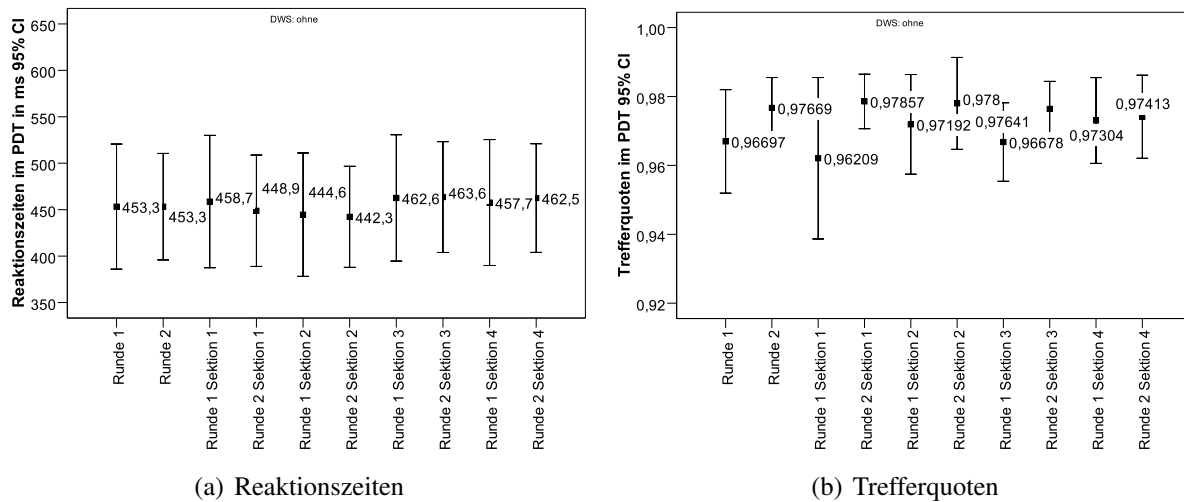 DWS: ohne
Reaktionszeiten im PDT in ms 95% CI
650
600
550
500
450
400
350
453,3
453,3
458,7
448,9
444,6
442,3
462,6
463,6
457,7
462,5
Runde 1
Runde 2
Runde 1 Sektion 1
Runde 2 Sektion 1
Runde 1 Sektion 2
Runde 2 Sektion 2
Runde 1 Sektion 3
Runde 2 Sektion 3
Runde 1 Sektion 4
Runde 2 Sektion 4
(a) Reaktionszeiten
DWS: ohne
Trefferquoten im PDT 95% CI
1,00
0,98
0,96
0,94
0,92
0,96697
0,97669
0,96209
0,97857
0,97192
0,978
0,96678
0,97641
0,97304
0,97413
Runde 1
Runde 2
Runde 1 Sektion 1
Runde 2 Sektion 1
Runde 1 Sektion 2
Runde 2 Sektion 2
Runde 1 Sektion 3
Runde 2 Sektion 3
Runde 1 Sektion 4
Runde 2 Sektion 4
(b) Trefferquoten